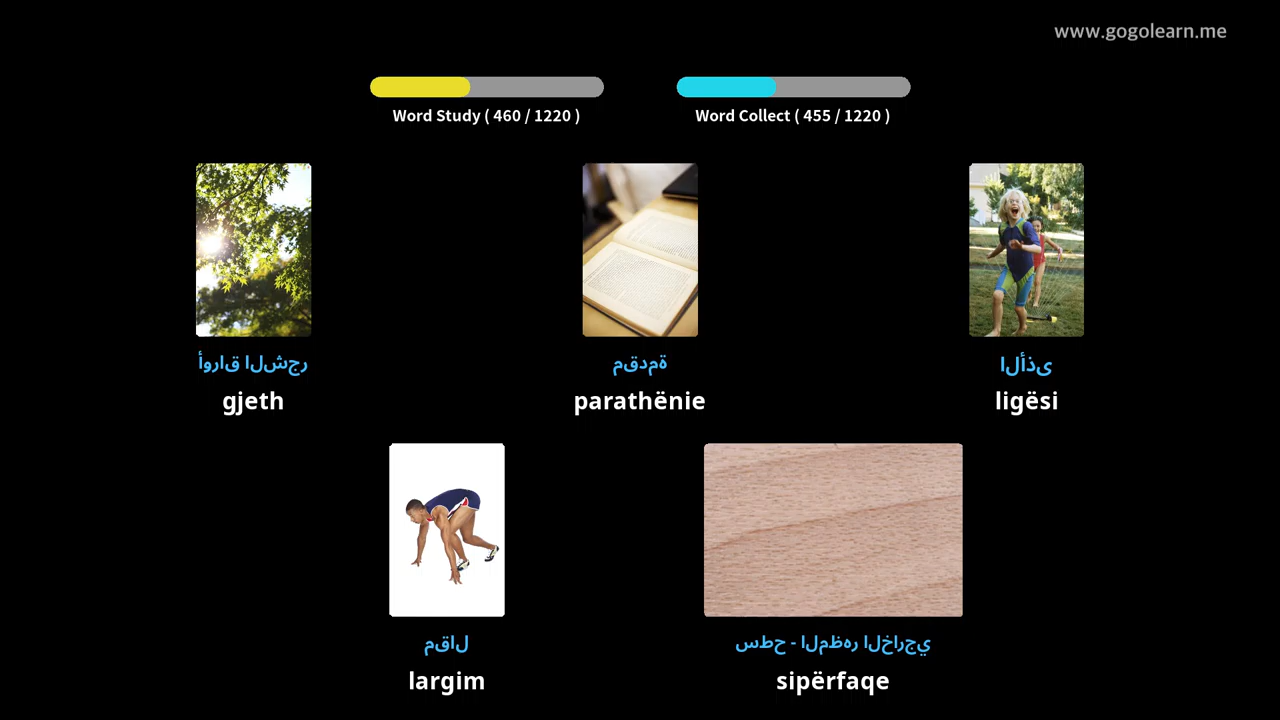 www.gogolearn.me
Word Study ( 460 / 1220 )
Word Collect ( 455 / 1220 )
أوراق الشجر
مقدمة
الأذى
gjeth
parathënie
ligësi
مقال
سطح - المظهر الخارجي
largim
sipërfaqe